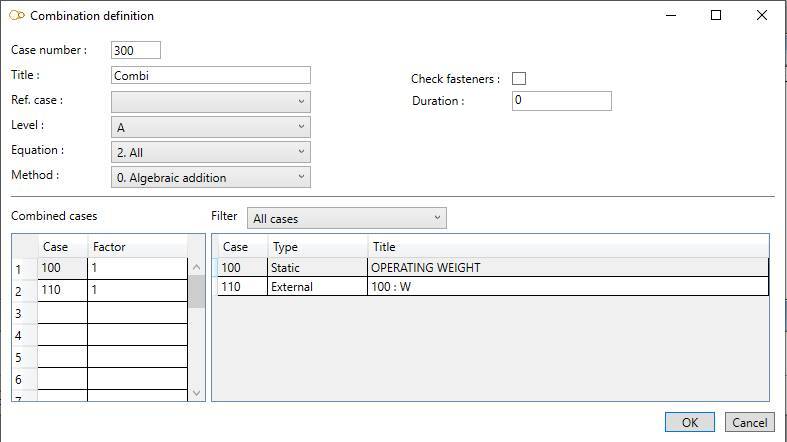 Combination definition
Case number : 300
Title : Combi
Check fasteners :
Ref. case :
Duration : 0
Level : A
Equation : 2. All
Method : 0. Algebraic addition
Combined cases
Filter All cases
Case Factor
Case Type Title
1 100 1
100 Static OPERATING WEIGHT
2 110 1
110 External 100 : W
3
4
5
6
7
OK Cancel